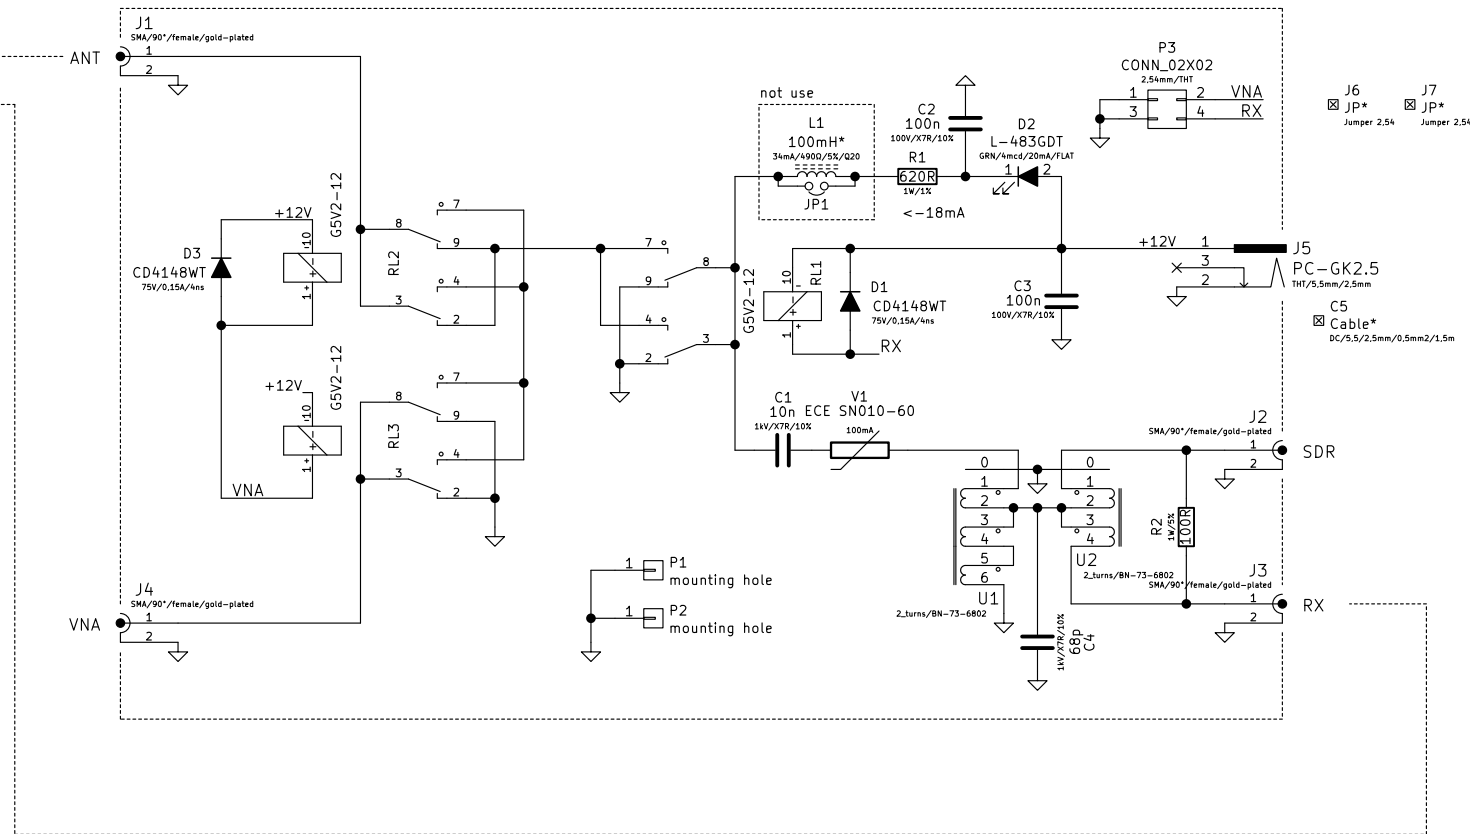 J1
SMA/90°/female/gold-plated
ANT
1
2
P3
CONN_02X02
2,54mm/THT
1
2
VNA
3
4
RX
J6
JP*
Jumper 2,54
J7
JP*
Jumper 2,54
not use
L1
100mH*
34mA/490Ω/5%/Q20
JP1
C2
100n
100V/X7R/10%
D2
L-483GDT
GRN/4mcd/20mA/FLAT
1
2
R1
620R
1W/1%
<-18mA
G5V2-12
+12V
10
-
+
1
+
D3
CD4148WT
75V/0,15A/4ns
RL2
8
7
9
4
3
2
7
8
9
4
3
2
G5V2-12
RL1
10
-
+
1
+
D1
CD4148WT
75V/0,15A/4ns
RX
C3
100n
100V/X7R/10%
+12V
1
3
2
J5
PC-GK2.5
THT/5,5mm/2,5mm
C5
Cable*
DC/5,5/2,5mm/0,5mm2/1,5m
G5V2-12
+12V
10
-
+
1
+
VNA
RL3
8
7
9
4
3
2
C1
10n
1kV/X7R/10%
V1
ECE SN010-60
100mA
J2
SMA/90°/female/gold-plated
1
2
SDR
0
1
2
3
4
5
6
U1
2_turns/BN-73-6802
0
1
2
3
4
U2
2_turns/BN-73-6802
R2
1W/5%
100R
J3
SMA/90°/female/gold-plated
1
2
RX
1kV/X7R/10%
68p
C4
1
P1
mounting hole
1
P2
mounting hole
J4
SMA/90°/female/gold-plated
VNA
1
2